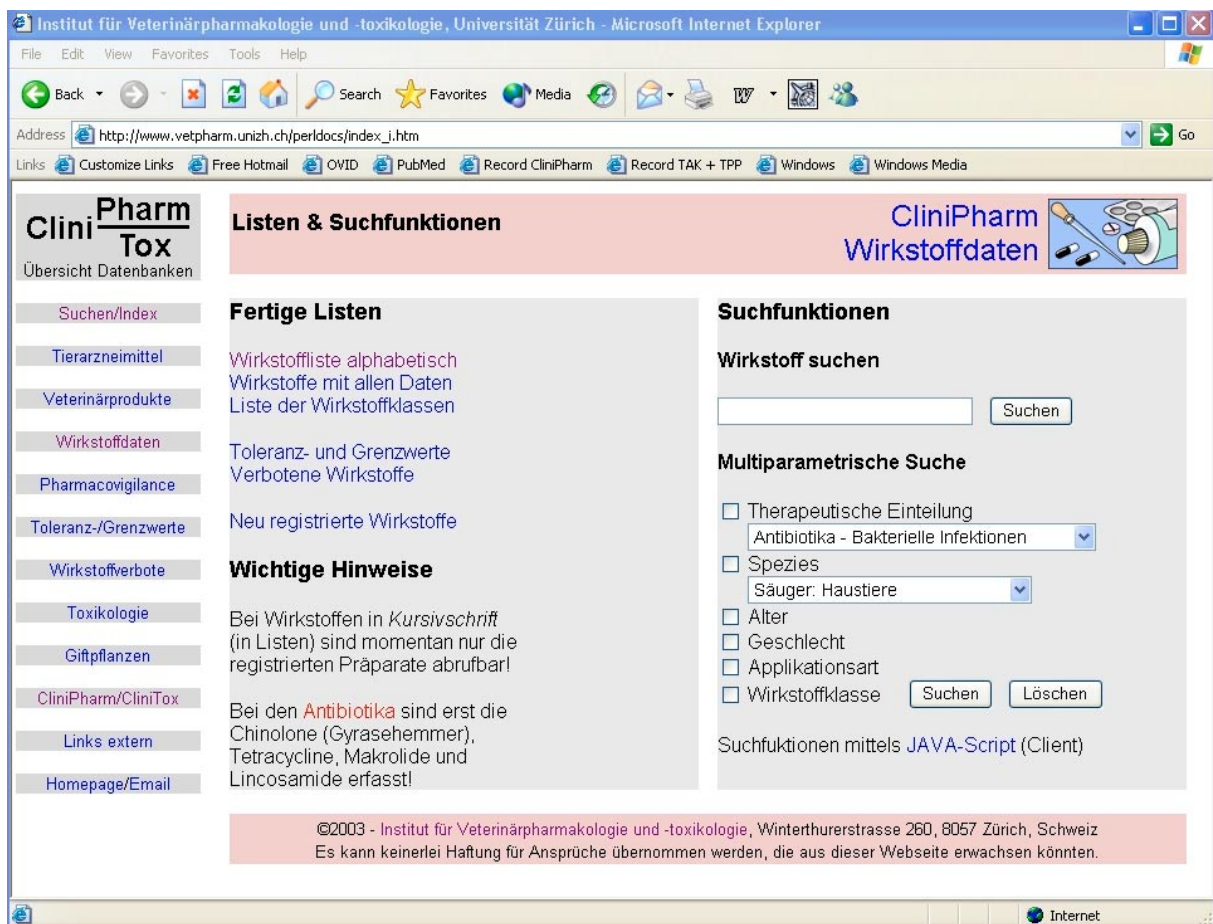 Institut für Veterinärpharmakologie und -toxikologie, Universität Zürich - Microsoft Internet Explorer
File Edit View Favorites Tools Help
Back Search Favorites Media
Address http://www.vetpharm.unizh.ch/perldocs/index_i.htm Go
Links Customize Links Free Hotmail OVID PubMed Record CliniPharm Record TAK + TPP Windows Windows Media
Clini Pharm
Tox
Übersicht Datenbanken
Suchen/Index
Tierarzneimittel
Veterinärprodukte
Wirkstoffdaten
Pharmacovigilance
Toleranz-/Grenzwerte
Wirkstoffverbote
Toxikologie
Giftpflanzen
CliniPharm/CliniTox
Links extern
Homepage/Email
Listen & Suchfunktionen
CliniPharm
Wirkstoffdaten
Fertige Listen
Wirkstoffliste alphabetisch
Wirkstoffe mit allen Daten
Liste der Wirkstoffklassen
Toleranz- und Grenzwerte
Verbotene Wirkstoffe
Neu registrierte Wirkstoffe
Wichtige Hinweise
Bei Wirkstoffen in Kursivschrift
(in Listen) sind momentan nur die
registrierten Präparate abrufbar!
Bei den Antibiotika sind erst die
Chinolone (Gyrasehemmer),
Tetracycline, Makrolide und
Lincosamide erfasst!
Suchfunktionen
Wirkstoff suchen
Suchen
Multiparametrische Suche
Therapeutische Einteilung
Antibiotika - Bakterielle Infektionen
Spezies
Säuger: Haustiere
Alter
Geschlecht
Applikationsart
Wirkstoffklasse Suchen Löschen
Suchfuktionen mittels JAVA-Script (Client)
©2003 - Institut für Veterinärpharmakologie und -toxikologie, Winterthurerstrasse 260, 8057 Zürich, Schweiz
Es kann keinerlei Haftung für Ansprüche übernommen werden, die aus dieser Webseite erwachsen könnten.
Internet